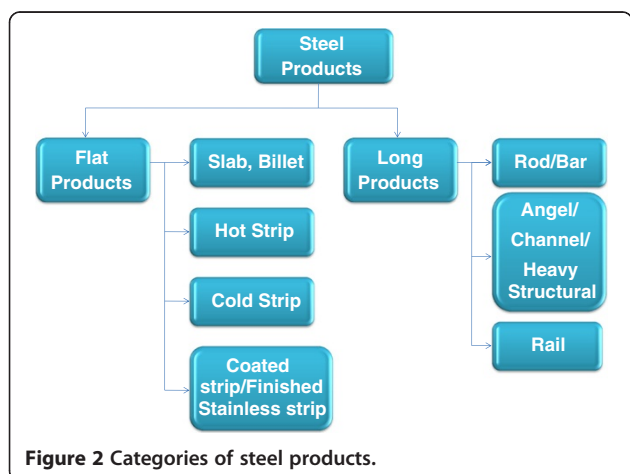 Steel
Products
Flat
Products
Slab, Billet
Hot Strip
Cold Strip
Coated
strip/Finished
Stainless strip
Long
Products
Rod/Bar
Angel/
Channel/
Heavy
Structural
Rail
Figure 2 Categories of steel products.